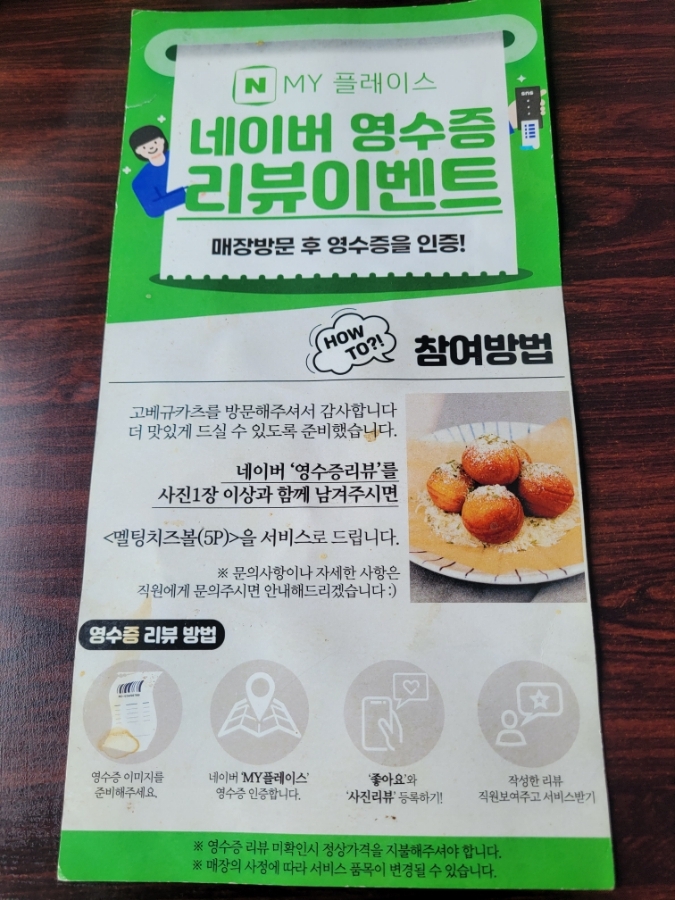 N MY 플레이스
네이버 영수증
리뷰이벤트
매장방문 후 영수증을 인증!
HOW
TO?!
참여방법
고베규카츠를 방문해주셔서 감사합니다
더 맛있게 드실 수 있도록 준비했습니다.
네이버 '영수증리뷰'를
사진1장 이상과 함께 남겨주시면
<멜팅치즈볼(5P)>을 서비스로 드립니다.
※ 문의사항이나 자세한 사항은
직원에게 문의주시면 안내해드리겠습니다 :)
영수증 리뷰 방법
영수증 이미지를
준비해주세요.
네이버 'MY플레이스'
영수증 인증합니다.
'좋아요'와
'사진리뷰' 등록하기!
작성한 리뷰
직원보여주고 서비스받기
※ 영수증 리뷰 미확인시 정상가격을 지불해주셔야 합니다.
※ 매장의 사정에 따라 서비스 품목이 변경될 수 있습니다.